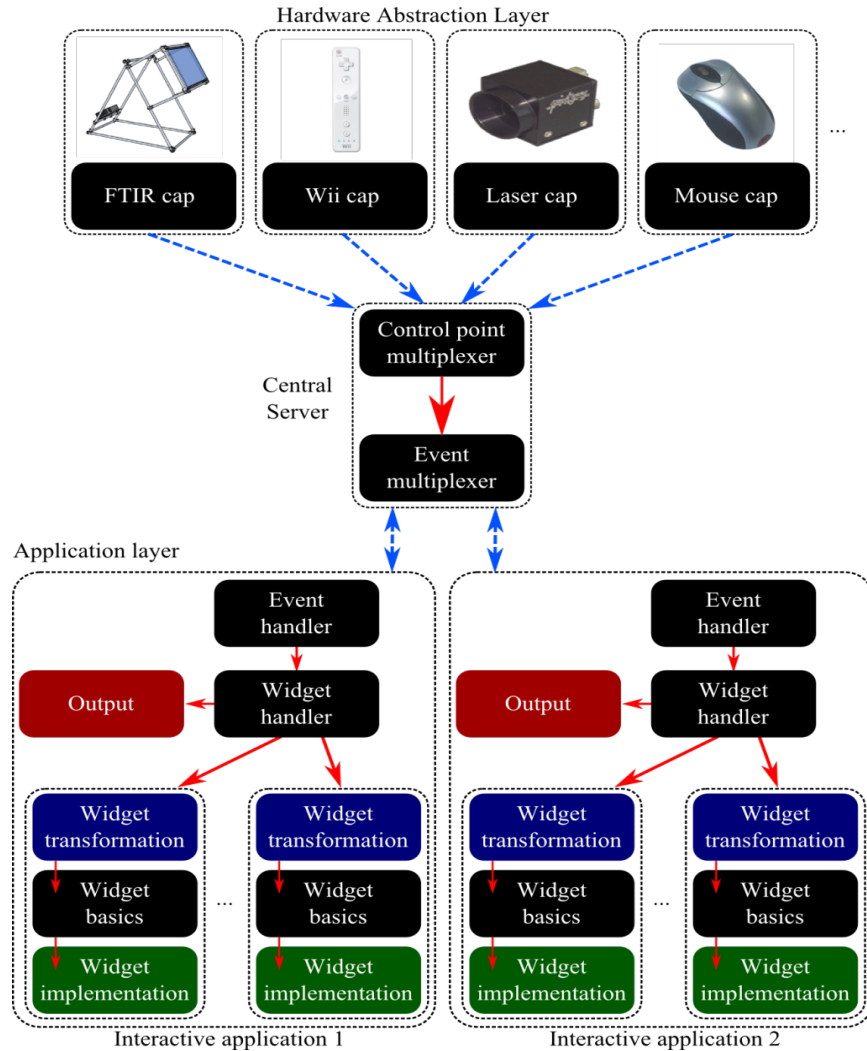 Hardware Abstraction Layer
Wii
...
FTIR cap
Wii cap
Laser cap
Mouse cap
Control point
multiplexer
Central
Server
Event
multiplexer
Application layer
Event
handler
Event
handler
Output
Widget
handler
Output
Widget
handler
Widget
transformation
Widget
transformation
Widget
transformation
Widget
transformation
Widget
basics
...
Widget
basics
Widget
basics
...
Widget
basics
Widget
implementation
Widget
implementation
Widget
implementation
Widget
implementation
Interactive application 1
Interactive application 2